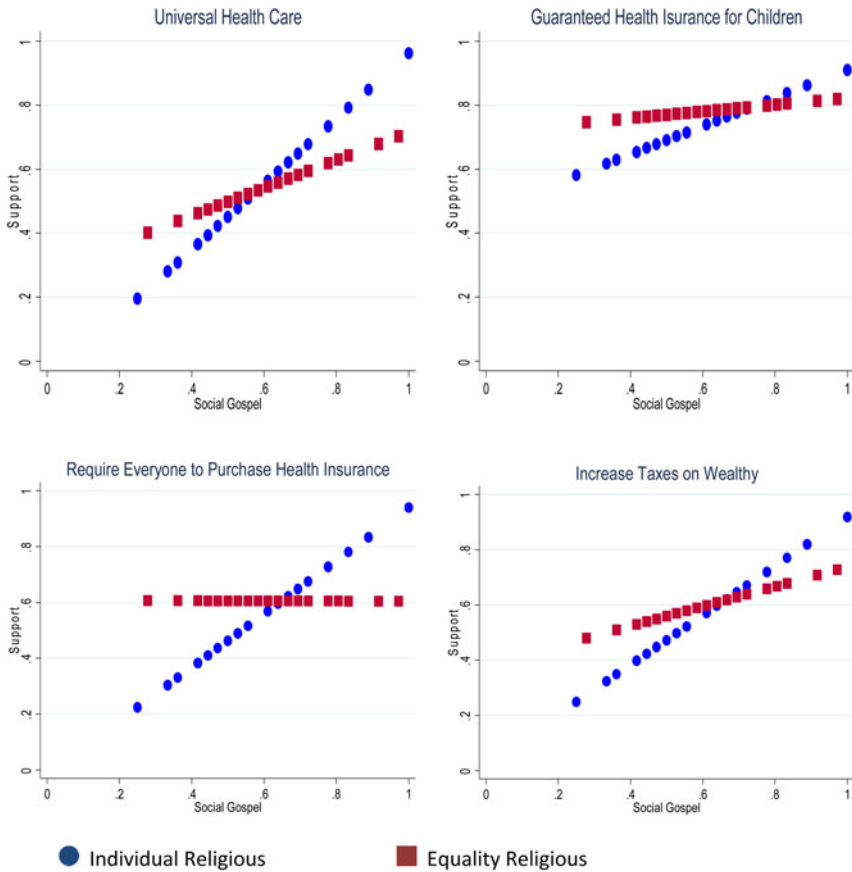 Universal Health Care
Support
0 .2 .4 .6 .8 1
0 .2 .4 .6 .8 1
Social Gospel
Guaranteed Health Isurance for Children
Support
0 .2 .4 .6 .8 1
0 .2 .4 .6 .8 1
Social Gospel
Require Everyone to Purchase Health Insurance
Support
0 .2 .4 .6 .8 1
0 .2 .4 .6 .8 1
Social Gospel
Increase Taxes on Wealthy
Support
0 .2 .4 .6 .8 1
0 .2 .4 .6 .8 1
Social Gospel
Individual Religious
Equality Religious